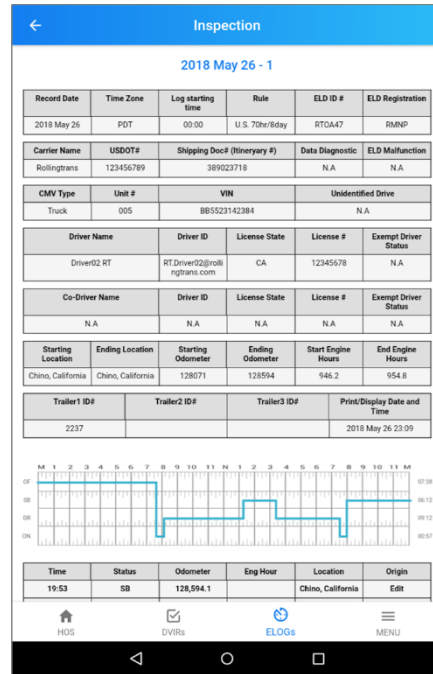 Inspection
2018 May 26 - 1
Record Date Time Zone Log starting time Rule ELD ID # ELD Registration
2018 May 26 PDT 00:00 U.S. 70hr/8day RTOA47 RMNP
Carrier Name USDOT# Shipping Doc# (Itineryary #) Data Diagnostic ELD Malfunction
Rollingtrans 123456789 389023718 N.A N.A
CMV Type Unit # VIN Unidentified Drive
Truck 005 BB5523142384 N.A
Driver Name Driver ID License State License # Exempt Driver Status
Driver02 RT RT.Driver02@rollingtrans.com CA 12345678 N.A
Co-Driver Name Driver ID License State License # Exempt Driver Status
N.A N.A N.A N.A N.A
Starting Location Ending Location Starting Odometer Ending Odometer Start Engine Hours End Engine Hours
Chino, California Chino, California 128071 128594 946.2 954.8
Trailer1 ID# Trailer2 ID# Trailer3 ID# Print/Display Date and Time
2237 2018 May 26 23:09
M 1 2 3 4 5 6 7 8 9 10 11 N 1 2 3 4 5 6 7 8 9 10 11 M
OF 07:38
SB 06:12
DR 09:12
ON 00:57
Time Status Odometer Eng Hour Location Origin
19:53 SB 128,594.1 Chino, California Edit
HOS DVIRs ELOGs MENU